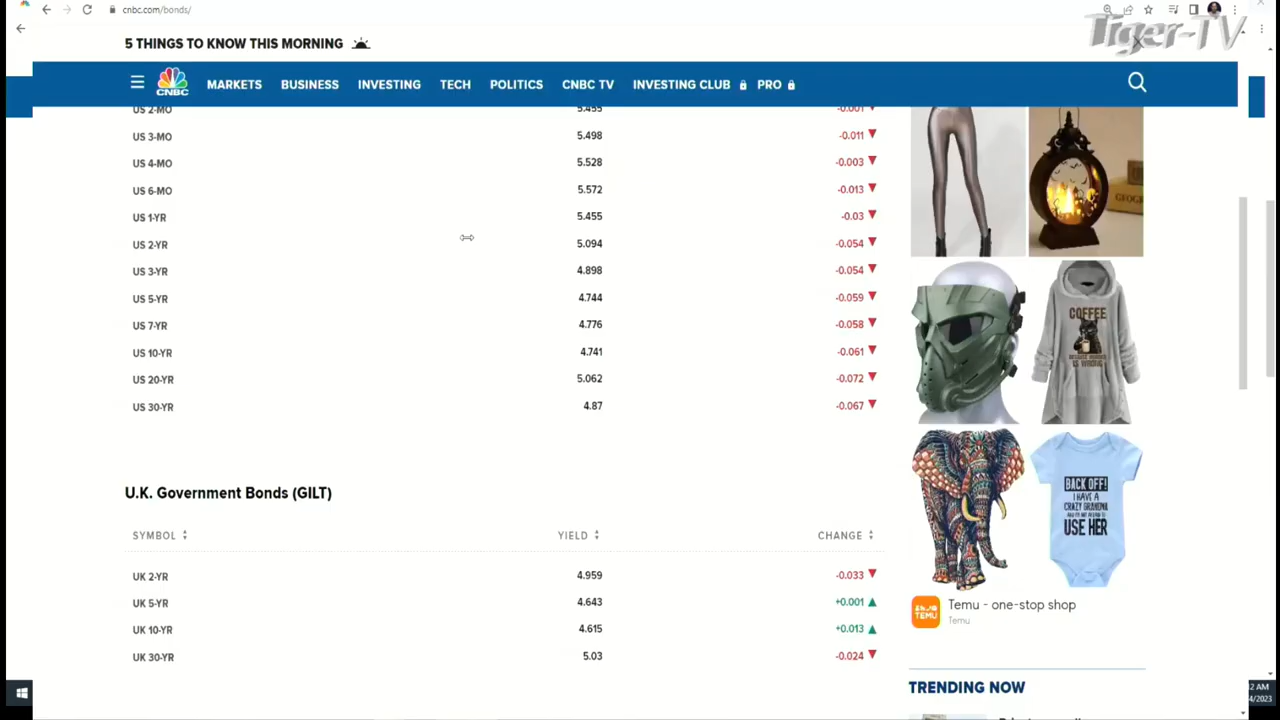 cnbc.com/bonds/
Tiger-TV
5 THINGS TO KNOW THIS MORNING
CNBC
MARKETS BUSINESS INVESTING TECH POLITICS CNBC TV INVESTING CLUB PRO
US 2-MO 5.455 -0.001
US 3-MO 5.498 -0.011
US 4-MO 5.528 -0.003
US 6-MO 5.572 -0.013
US 1-YR 5.455 -0.03
US 2-YR 5.094 -0.054
US 3-YR 4.898 -0.054
US 5-YR 4.744 -0.059
US 7-YR 4.776 -0.058
US 10-YR 4.741 -0.061
US 20-YR 5.062 -0.072
US 30-YR 4.87 -0.067
COFFEE
BACK OFF!
I HAVE A
CRAZY GRANDMA
USE HER
U.K. Government Bonds (GILT)
SYMBOL YIELD CHANGE
UK 2-YR 4.959 -0.033
UK 5-YR 4.643 +0.001
UK 10-YR 4.615 +0.013
UK 30-YR 5.03 -0.024
TEMU
Temu - one-stop shop
Temu
TRENDING NOW
2 AM
4/2023